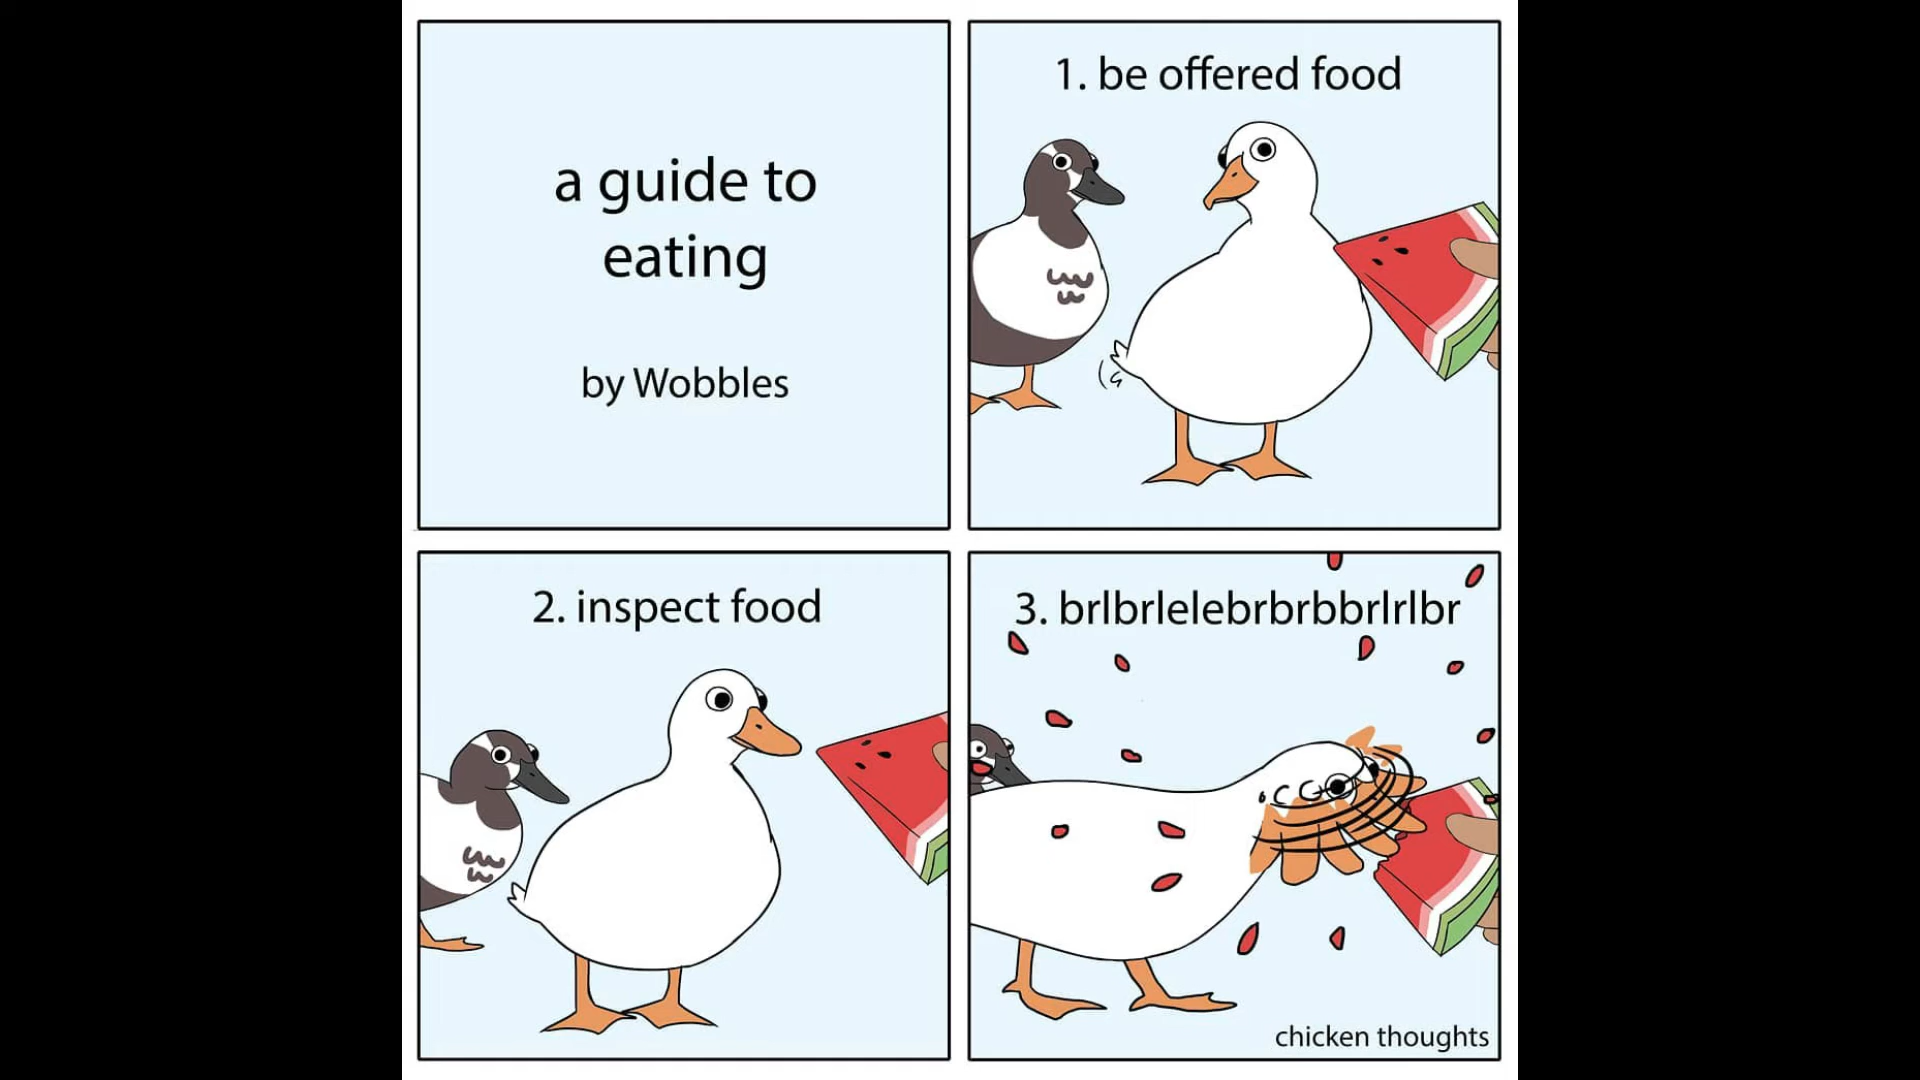 a guide to
eating
by Wobbles
1. be offered food
2. inspect food
3. brlbrlelebrbrbbrlrlbr
chicken thoughts